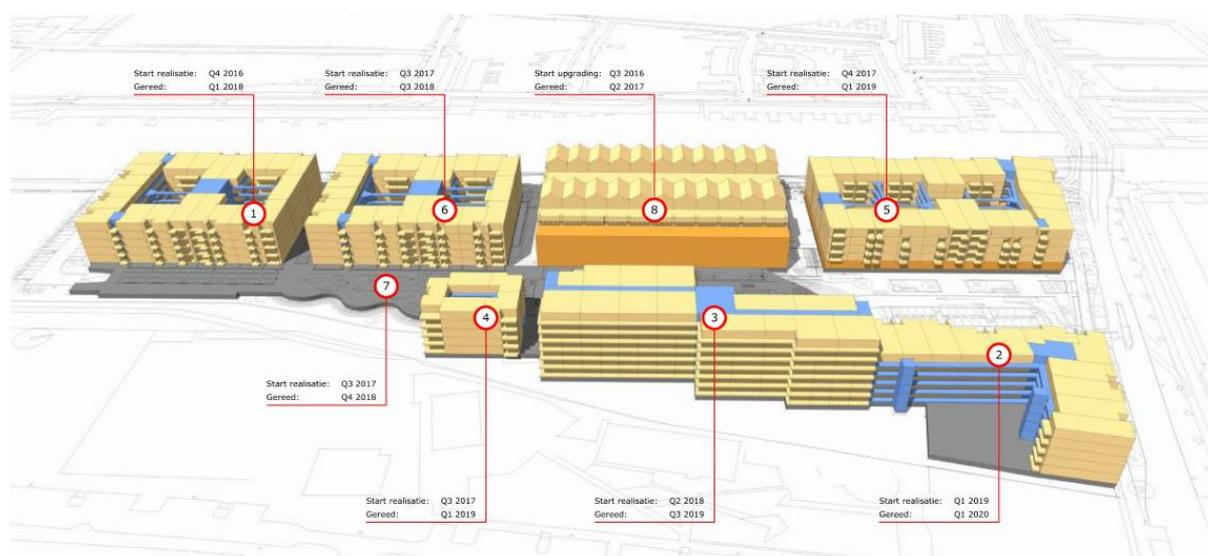 Start realisatie: Q4 2016
Gereed: Q1 2018
Start realisatie: Q3 2017
Gereed: Q3 2018
Start upgrading: Q3 2016
Gereed: Q2 2017
Start realisatie: Q4 2017
Gereed: Q1 2019
1
6
8
5
7
4
3
2
Start realisatie: Q3 2017
Gereed: Q4 2018
Start realisatie: Q3 2017
Gereed: Q1 2019
Start realisatie: Q2 2018
Gereed: Q3 2019
Start realisatie: Q1 2019
Gereed: Q1 2020